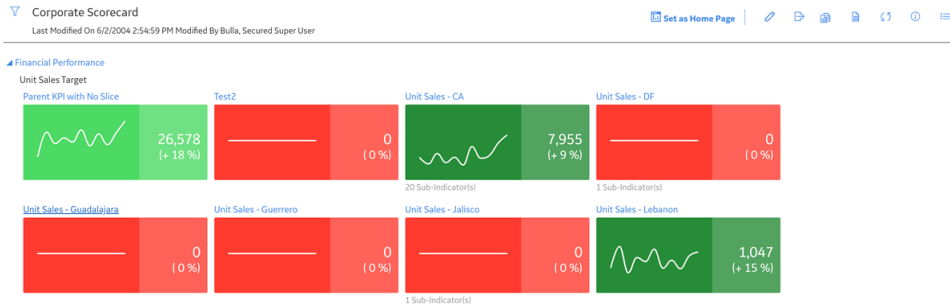 Corporate Scorecard
Set as Home Page
Last Modified On 6/2/2004 2:54:59 PM Modified By Bulla, Secured Super User
Financial Performance
Unit Sales Target
Parent KPI with No Slice
26,578
(+ 18 %)
Test2
0
( 0 %)
Unit Sales - CA
7,955
(+ 9 %)
20 Sub-Indicator(s)
Unit Sales - DF
0
( 0 %)
1 Sub-Indicator(s)
Unit Sales - Guadalajara
0
( 0 %)
Unit Sales - Guerrero
0
( 0 %)
Unit Sales - Jalisco
0
( 0 %)
1 Sub-Indicator(s)
Unit Sales - Lebanon
1,047
(+ 15 %)